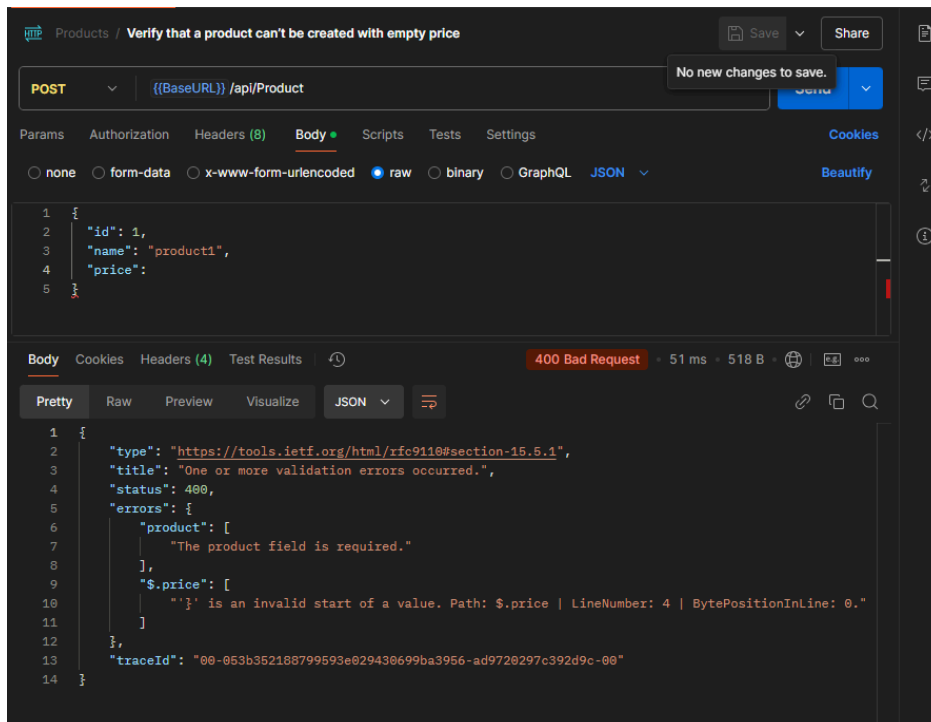 HTTP Products / Verify that a product can't be created with empty price
Save
Share
No new changes to save.
POST
{{BaseURL}} /api/Product
Send
Params Authorization Headers (8) Body Scripts Tests Settings Cookies
none form-data x-www-form-urlencoded raw binary GraphQL JSON Beautify
1 {
2 "id": 1,
3 "name": "product1",
4 "price":
5 }
Body Cookies Headers (4) Test Results 400 Bad Request 51 ms 518 B e.g.
Pretty Raw Preview Visualize JSON
1 {
2 "type": "https://tools.ietf.org/html/rfc9110#section-15.5.1",
3 "title": "One or more validation errors occurred.",
4 "status": 400,
5 "errors": {
6 "product": [
7 "The product field is required."
8 ],
9 "$.price": [
10 "'}' is an invalid start of a value. Path: $.price | LineNumber: 4 | BytePositionInLine: 0."
11 ]
12 },
13 "traceId": "00-053b352188799593e029430699ba3956-ad9720297c392d9c-00"
14 }